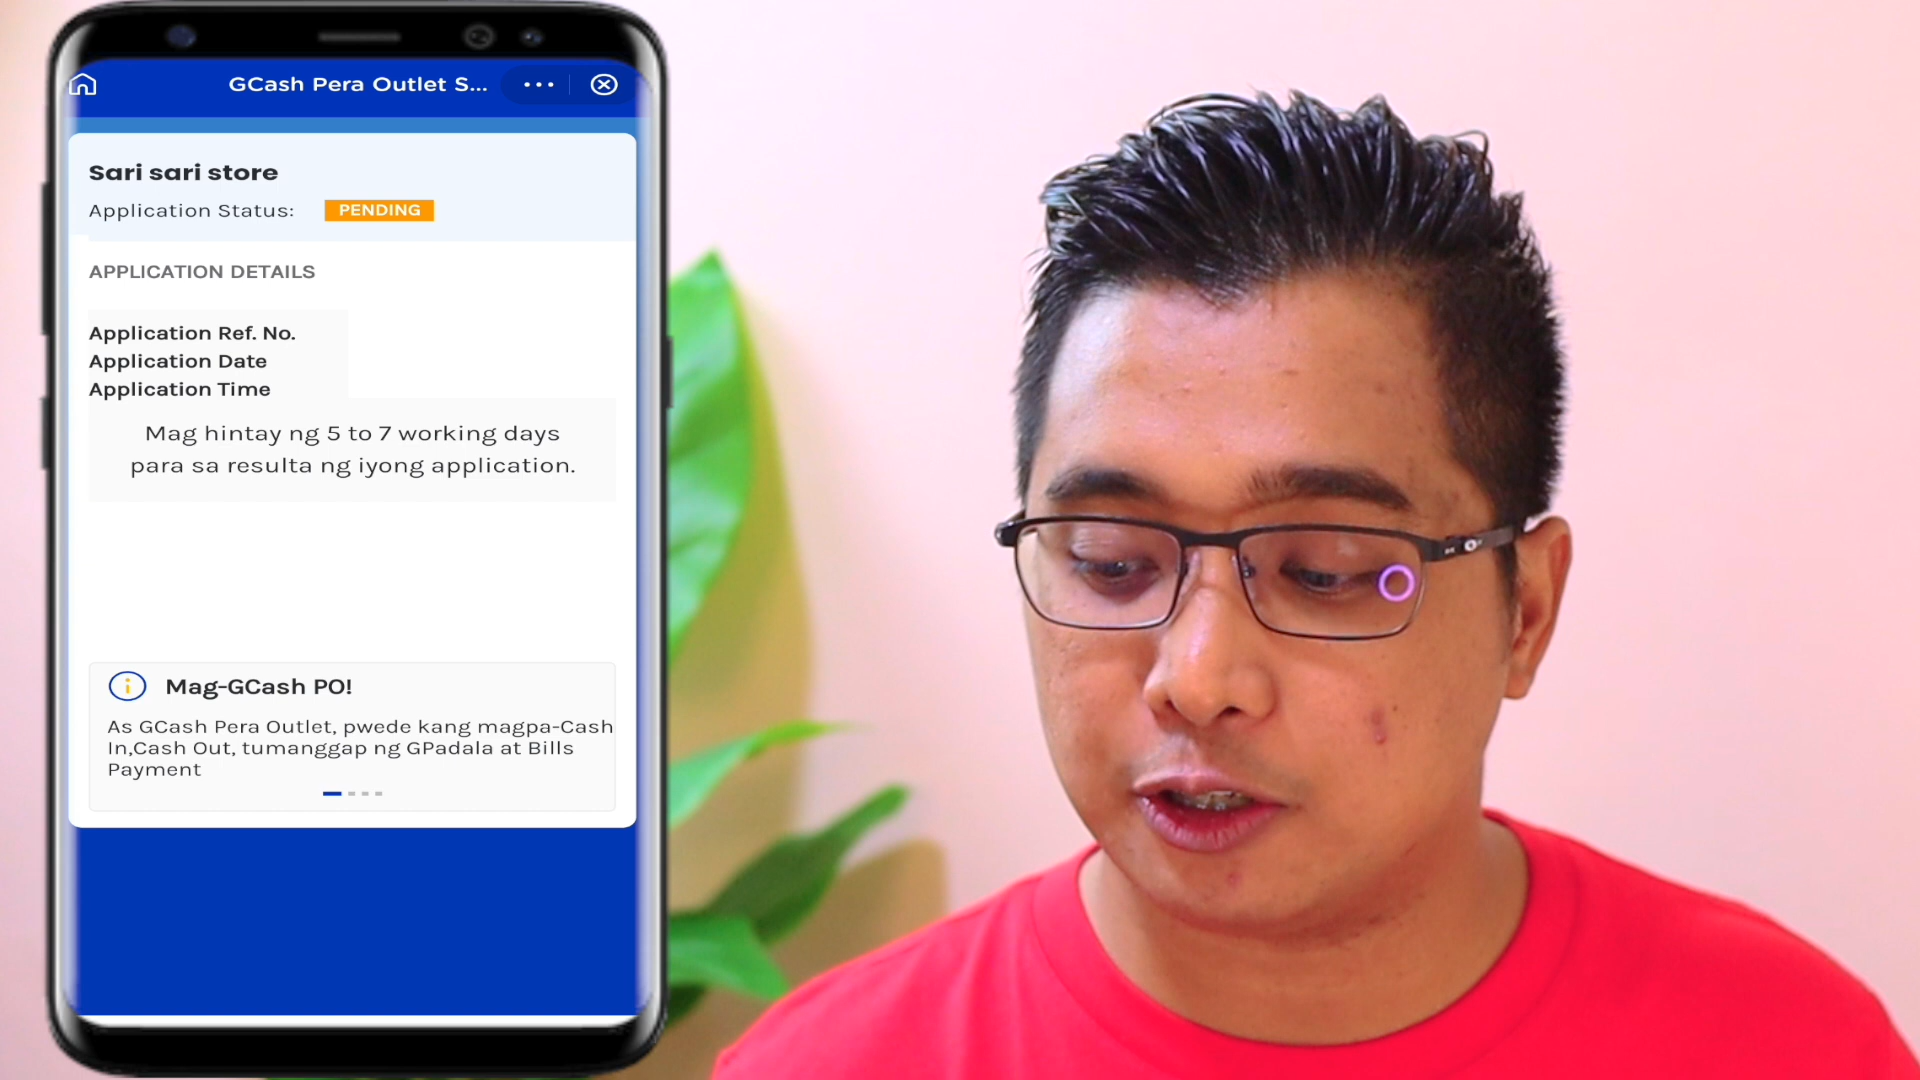 GCash Pera Outlet S...
Sari sari store
Application Status: PENDING
APPLICATION DETAILS
Application Ref. No.
Application Date
Application Time
Mag hintay ng 5 to 7 working days
para sa resulta ng iyong application.
Mag-GCash PO!
As GCash Pera Outlet, pwede kang magpa-Cash
In,Cash Out, tumanggap ng GPadala at Bills
Payment